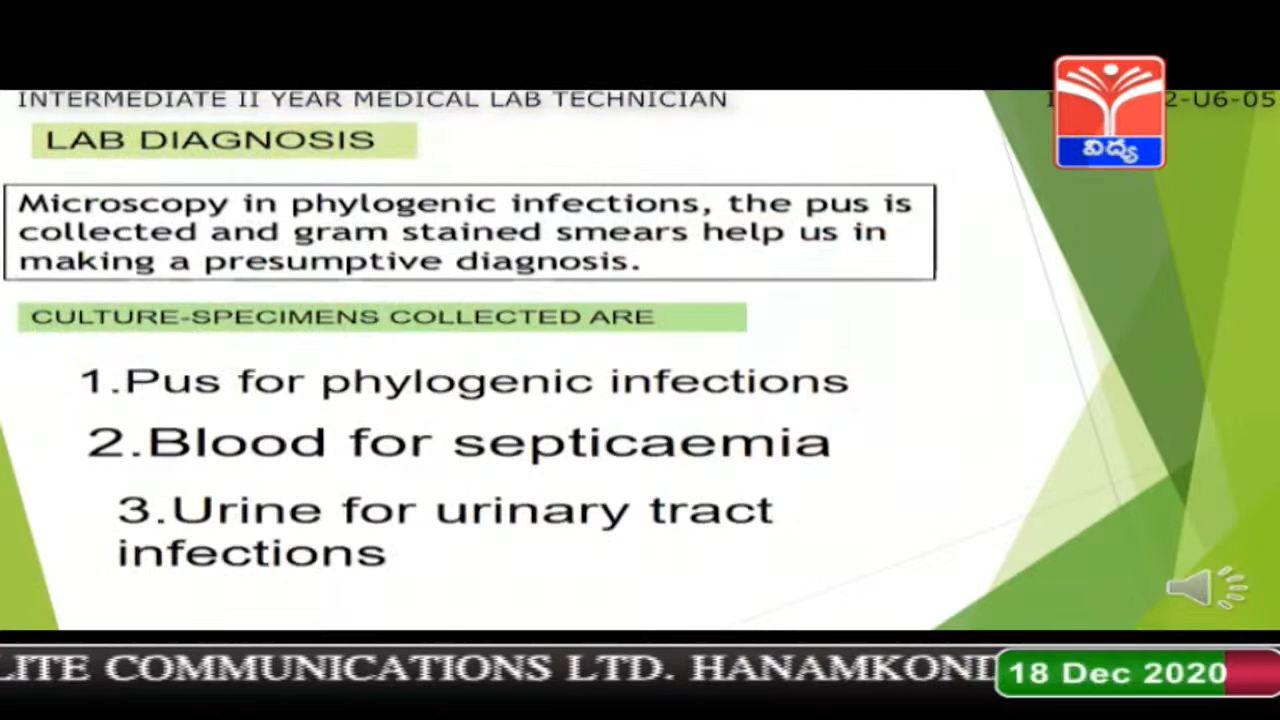 INTERMEDIATE II YEAR MEDICAL LAB TECHNICIAN
2-U6-05
విద్య
LAB DIAGNOSIS
Microscopy in phylogenic infections, the pus is
collected and gram stained smears help us in
making a presumptive diagnosis.
CULTURE-SPECIMENS COLLECTED ARE
1.Pus for phylogenic infections
2.Blood for septicaemia
3.Urine for urinary tract
infections
LITE COMMUNICATIONS LTD. HANAMKOND
18 Dec 2020